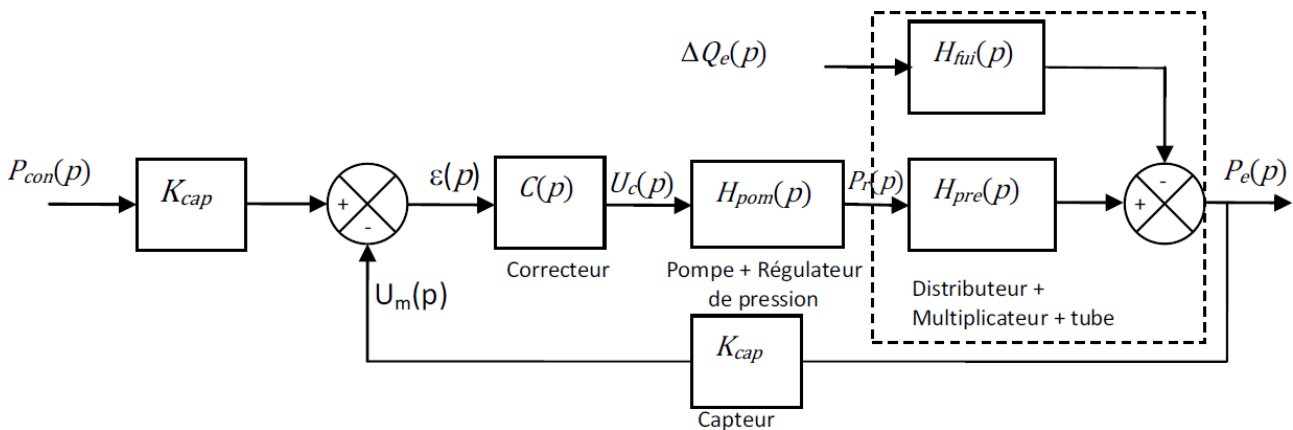 ΔQe(p)
Hfui(p)
Pcon(p)
Kcap
+
-
ε(p)
C(p)
Uc(p)
Hpom(p)
Pr(p)
Hpre(p)
-
+
Pe(p)
Correcteur
Pompe + Régulateur
de pression
Distributeur +
Multiplicateur + tube
Um(p)
Kcap
Capteur